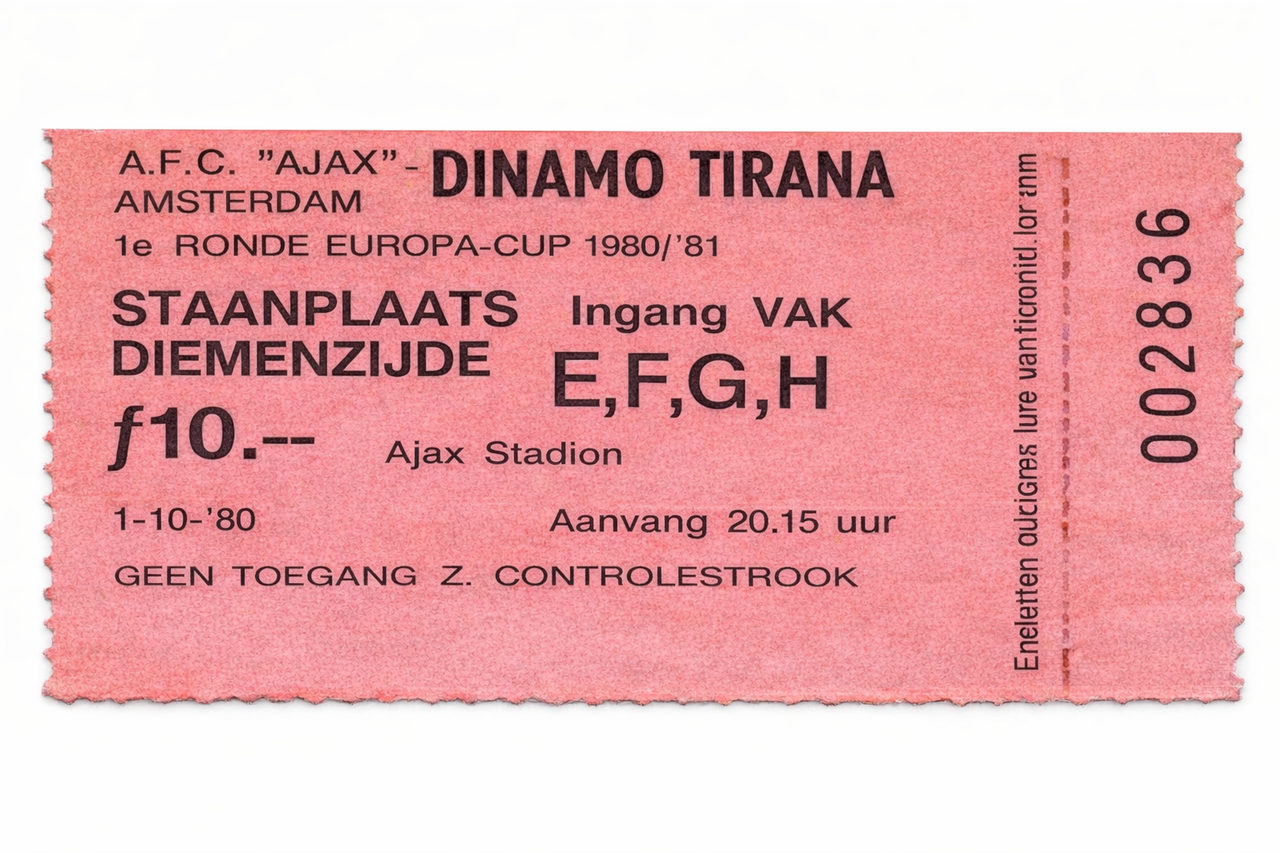 A.F.C. ”AJAX” - DINAMO TIRANA
AMSTERDAM
1e RONDE EUROPA-CUP 1980/’81
STAANPLAATS
DIEMENZIJDE
Ingang VAK
E,F,G,H
ƒ10.--
Ajax Stadion
1-10-’80
Aanvang 20.15 uur
GEEN TOEGANG Z. CONTROLESTROOK
002836